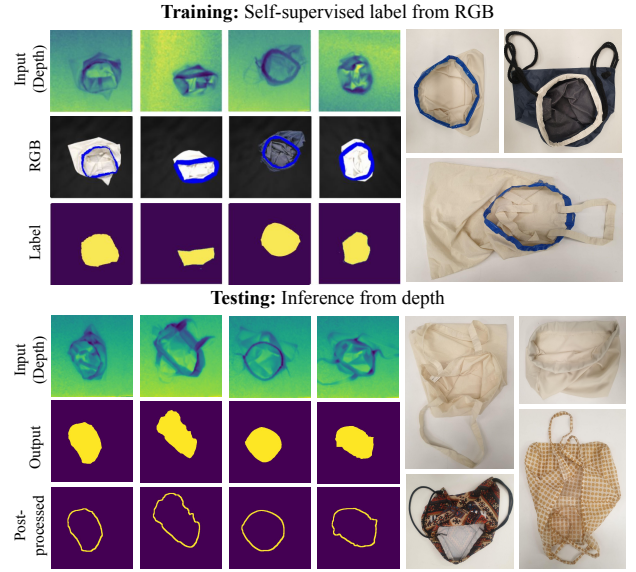 Training: Self-supervised label from RGB
Input
(Depth)
RGB
Label
Testing: Inference from depth
Input
(Depth)
Output
Post-
processed